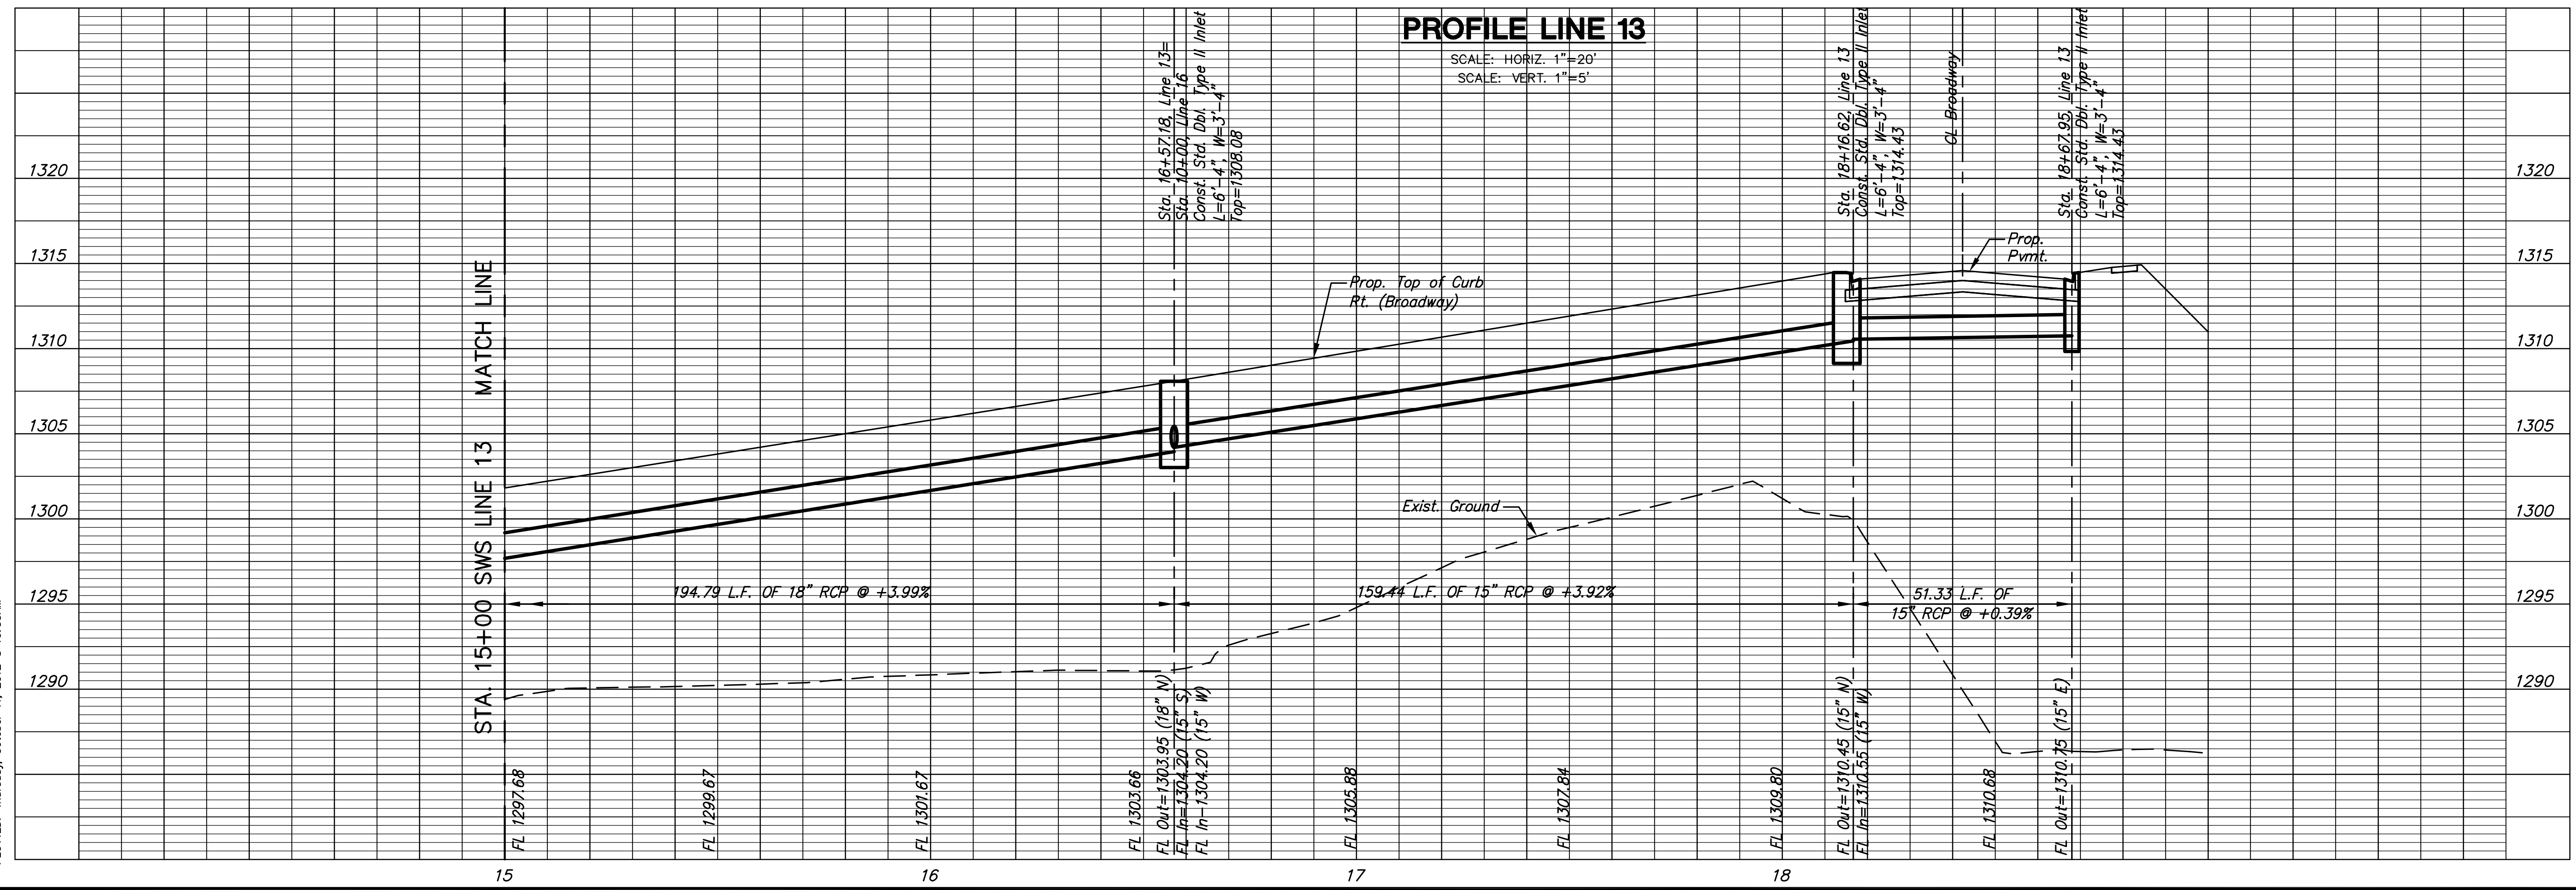 PROFILE LINE 13
SCALE: HORIZ. 1"=20'
SCALE: VERT. 1"=5'
Sta. 16+57.18, Line 13=
Sta. 10+00, Line 16
Const. Std. Dbl. Type II Inlet
L=6'-4", W=3'-4"
Top=1308.08
Sta. 18+16.62, Line 13
Const. Std. Dbl. Type II Inlet
L=6'-4", W=3'-4"
Top=1314.43
CL Broadway
Sta. 18+67.95, Line 13
Const. Std. Dbl. Type II Inlet
L=6'-4", W=3'-4"
Top=1314.43
1320
1315
1310
1305
1300
1295
1290
1320
1315
1310
1305
1300
1295
1290
STA. 15+00 SWS LINE 13 MATCH LINE
Prop. Top of Curb
Rt. (Broadway)
Prop.
Pvmt.
Exist. Ground
194.79 L.F. OF 18" RCP @ +3.99%
159.44 L.F. OF 15" RCP @ +3.92%
51.33 L.F. OF
15" RCP @ +0.39%
FL 1297.68
FL 1299.67
FL 1301.67
FL 1303.66
FL Out=1303.95 (18" N)
FL In=1304.20 (15" S)
FL In-1304.20 (15" W)
FL 1305.88
FL 1307.84
FL 1309.80
FL Out=1310.45 (15" N)
FL In=1310.55 (15" W)
FL 1310.68
FL Out=1310.75 (15" E)
15
16
17
18